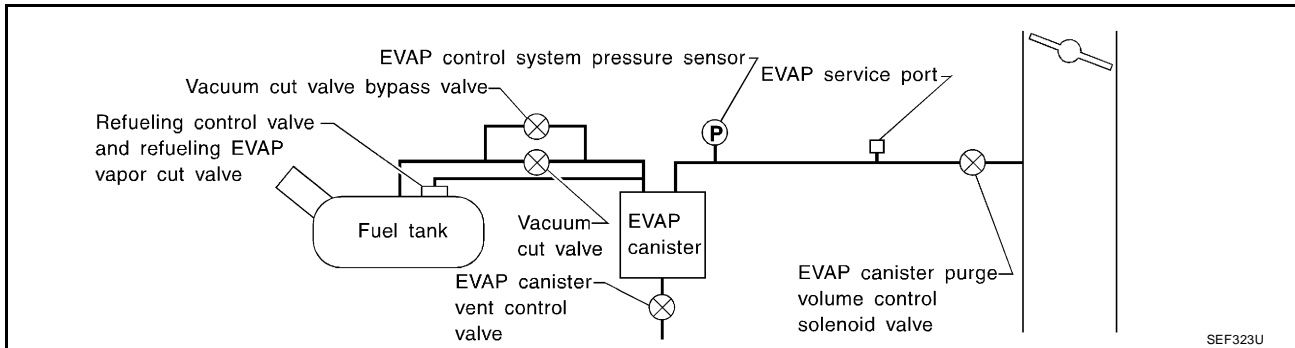 EVAP control system pressure sensor
EVAP service port
Vacuum cut valve bypass valve
Refueling control valve
and refueling EVAP
vapor cut valve
P
Fuel tank
Vacuum
cut valve
EVAP
canister
EVAP canister
vent control
valve
EVAP canister purge
volume control
solenoid valve
SEF323U